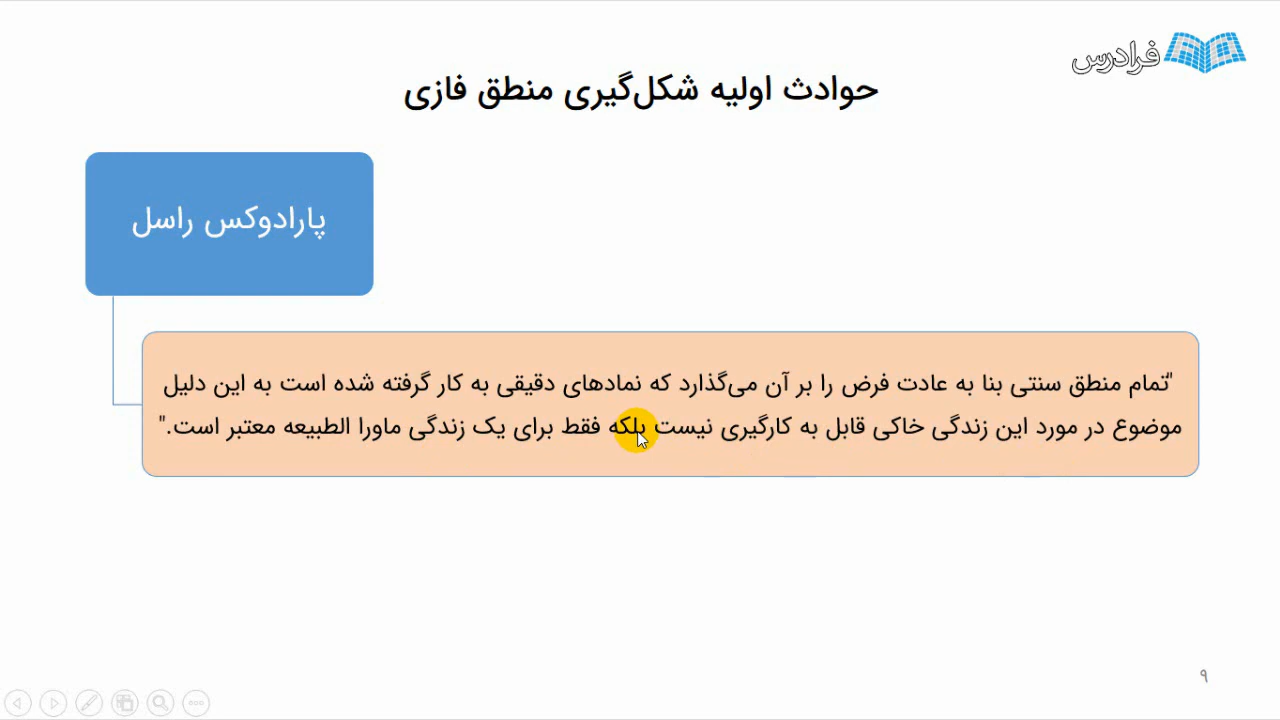 فرادرس
حوادث اولیه شکل‌گیری منطق فازی
پارادوکس راسل
"تمام منطق سنتی بنا به عادت فرض را بر آن می‌گذارد که نمادهای دقیقی به کار گرفته شده است به این دلیل
موضوع در مورد این زندگی خاکی قابل به کارگیری نیست بلکه فقط برای یک زندگی ماورا الطبیعه معتبر است."
۹